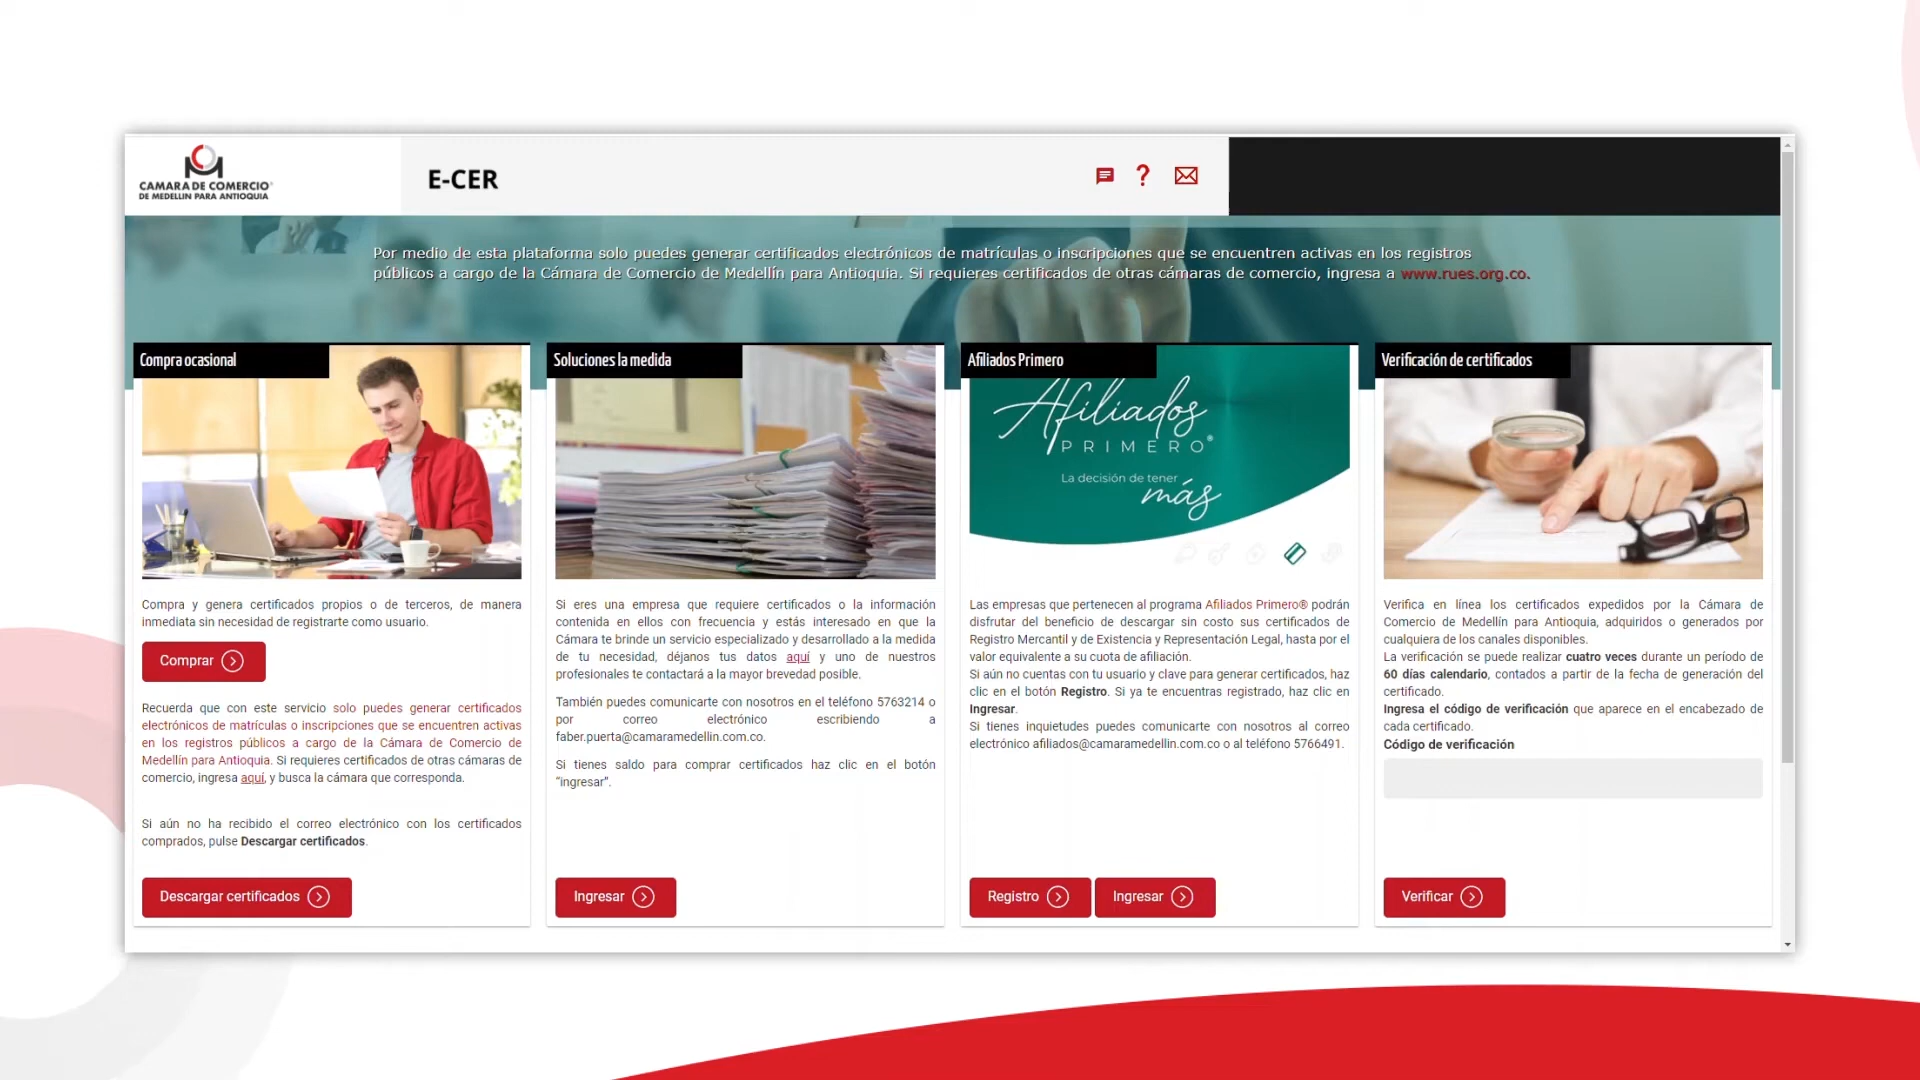 CAMARA DE COMERCIO®
DE MEDELLIN PARA ANTIOQUIA
E-CER
Por medio de esta plataforma solo puedes generar certificados electrónicos de matrículas o inscripciones que se encuentren activas en los registros
públicos a cargo de la Cámara de Comercio de Medellín para Antioquia. Si requieres certificados de otras cámaras de comercio, ingresa a www.rues.org.co.
Compra ocasional
Compra y genera certificados propios o de terceros, de manera
inmediata sin necesidad de registrarte como usuario.
Comprar
Recuerda que con este servicio solo puedes generar certificados
electrónicos de matrículas o inscripciones que se encuentren activas
en los registros públicos a cargo de la Cámara de Comercio de
Medellín para Antioquia. Si requieres certificados de otras cámaras de
comercio, ingresa aquí, y busca la cámara que corresponda.
Si aún no ha recibido el correo electrónico con los certificados
comprados, pulse Descargar certificados.
Descargar certificados
Soluciones la medida
Si eres una empresa que requiere certificados o la información
contenida en ellos con frecuencia y estás interesado en que la
Cámara te brinde un servicio especializado y desarrollado a la medida
de tu necesidad, déjanos tus datos aquí y uno de nuestros
profesionales te contactará a la mayor brevedad posible.
También puedes comunicarte con nosotros en el teléfono 5763214 o
por correo electrónico escribiendo a
faber.puerta@camaramedellin.com.co.
Si tienes saldo para comprar certificados haz clic en el botón
“ingresar”.
Ingresar
Afiliados Primero
Afiliados
PRIMERO®
La decisión de tener
más
Las empresas que pertenecen al programa Afiliados Primero® podrán
disfrutar del beneficio de descargar sin costo sus certificados de
Registro Mercantil y de Existencia y Representación Legal, hasta por el
valor equivalente a su cuota de afiliación.
Si aún no cuentas con tu usuario y clave para generar certificados, haz
clic en el botón Registro. Si ya te encuentras registrado, haz clic en
Ingresar.
Si tienes inquietudes puedes comunicarte con nosotros al correo
electrónico afiliados@camaramedellin.com.co o al teléfono 5766491.
Registro
Ingresar
Verificación de certificados
Verifica en línea los certificados expedidos por la Cámara de
Comercio de Medellín para Antioquia, adquiridos o generados por
cualquiera de los canales disponibles.
La verificación se puede realizar cuatro veces durante un período de
60 días calendario, contados a partir de la fecha de generación del
certificado.
Ingresa el código de verificación que aparece en el encabezado de
cada certificado.
Código de verificación
Verificar